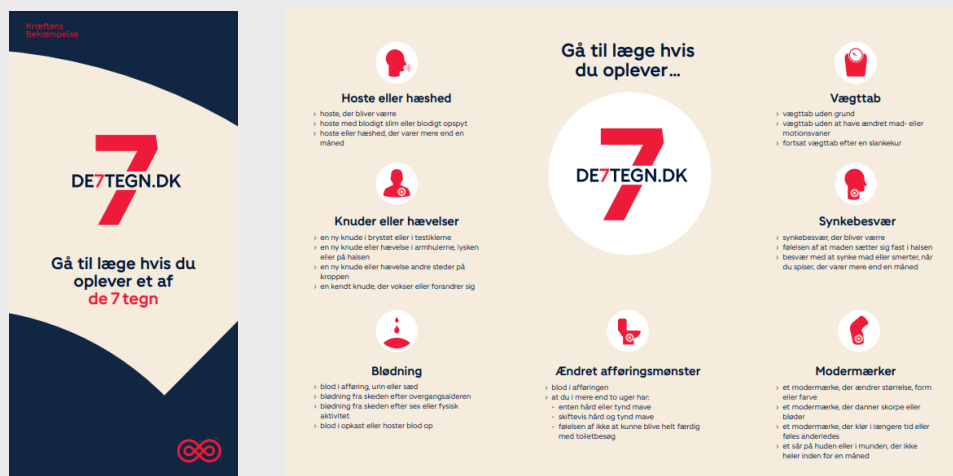 Kræftens
Bekæmpelse
7
DE7TEGN.DK
Gå til læge hvis du
oplever et af
de 7 tegn
Gå til læge hvis
du oplever...
7
DE7TEGN.DK
Hoste eller hæshed
› hoste, der bliver værre
› hoste med blodigt slim eller blodigt opspyt
› hoste eller hæshed, der varer mere end en
måned
Knuder eller hævelser
› en ny knude i brystet eller i testiklerne
› en ny knude eller hævelse i armhulerne, lysken
eller på halsen
› en ny knude eller hævelse andre steder på
kroppen
› en kendt knude, der vokser eller forandrer sig
Blødning
› blod i afføring, urin eller sæd
› blødning fra skeden efter overgangsalderen
› blødning fra skeden efter sex eller fysisk
aktivitet
› blod i opkast eller hoster blod op
Ændret afføringsmønster
› blod i afføringen
› at du i mere end to uger har:
- enten hård eller tynd mave
- skiftevis hård og tynd mave
- følelsen af ikke at kunne blive helt færdig
med toiletbesøg
Vægttab
› vægttab uden grund
› vægttab uden at have ændret mad- eller
motionsvaner
› fortsat vægttab efter en slankekur
Synkebesvær
› synkebesvær, der bliver værre
› følelsen af at maden sætter sig fast i halsen
› besvær med at synke mad eller smerter, når
du spiser, der varer mere end en måned
Modermærker
› et modermærke, der ændrer størrelse, form
eller farve
› et modermærke, der danner skorpe eller
bløder
› et modermærke, der klør i længere tid eller
føles anderledes
› et sår på huden eller i munden, der ikke
heler inden for en måned